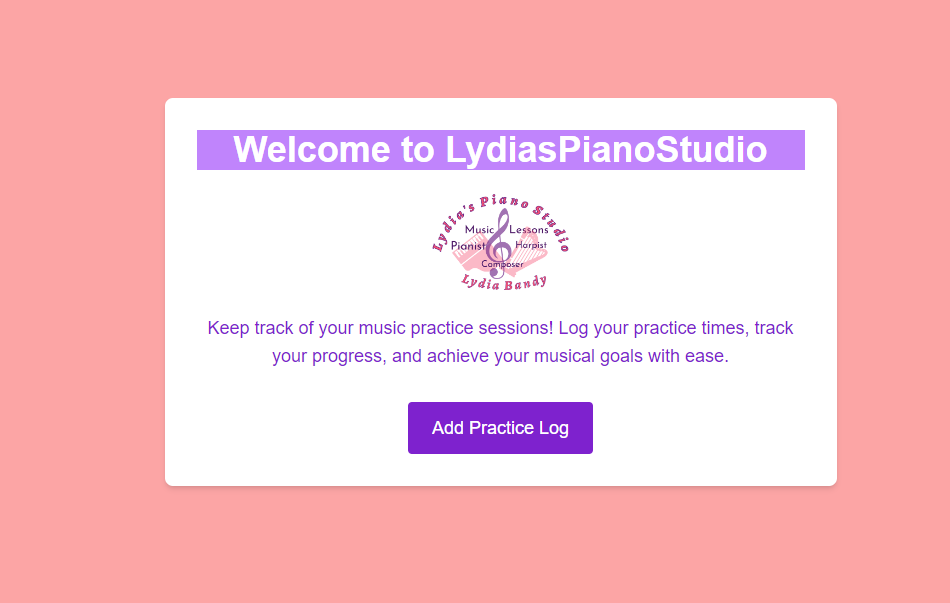 Welcome to LydiasPianoStudio
Lydia's Piano Studio
Music Lessons
Pianist Harpist
Composer
Lydia Bandy
Keep track of your music practice sessions! Log your practice times, track
your progress, and achieve your musical goals with ease.
Add Practice Log